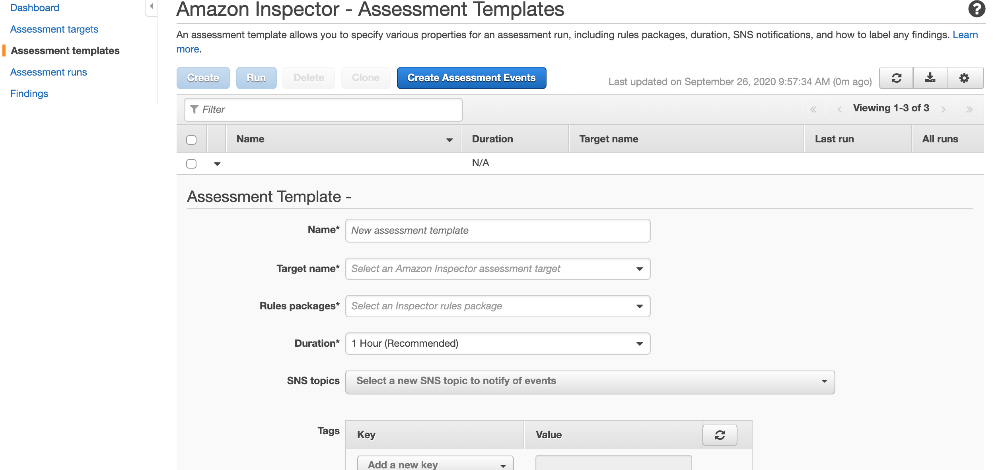 Dashboard
Assessment targets
Assessment templates
Assessment runs
Findings
Amazon Inspector - Assessment Templates
?
An assessment template allows you to specify various properties for an assessment run, including rules packages, duration, SNS notifications, and how to label any findings. Learn
more.
Create Run Delete Clone Create Assessment Events
Last updated on September 26, 2020 9:57:34 AM (0m ago)
Filter
Viewing 1-3 of 3
Name Duration Target name Last run All runs
N/A
Assessment Template -
Name* New assessment template
Target name* Select an Amazon Inspector assessment target
Rules packages* Select an Inspector rules package
Duration* 1 Hour (Recommended)
SNS topics Select a new SNS topic to notify of events
Tags Key Value
Add a new key